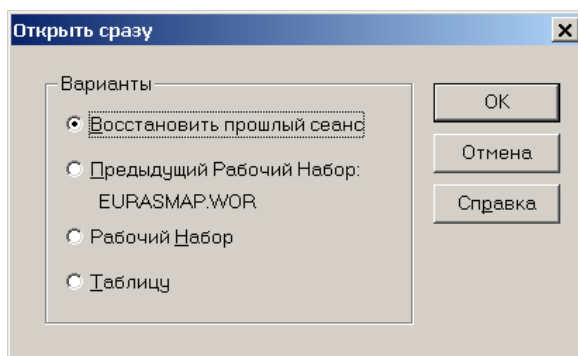 Открыть сразу
Варианты
Восстановить прошлый сеанс
Предыдущий Рабочий Набор:
EURASMAP.WOR
Рабочий Набор
Таблицу
OK
Отмена
Справка